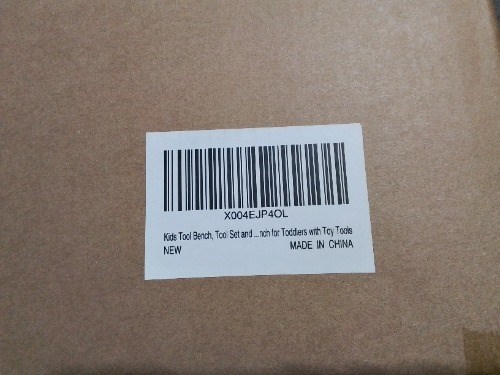 X004EJP4OL
Kids Tool Bench, Tool Set and ...nch for Toddlers with Toy Tools
NEW
MADE IN CHINA